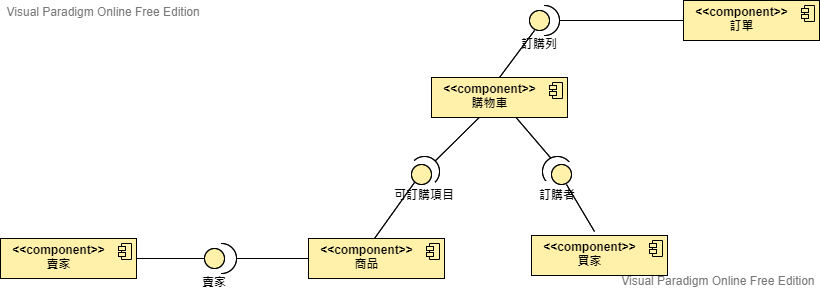 Visual Paradigm Online Free Edition
<<component>>
訂單
訂購列
<<component>>
購物車
可訂購項目
訂購者
<<component>>
賣家
賣家
<<component>>
商品
<<component>>
買家
Visual Paradigm Online Free Edition